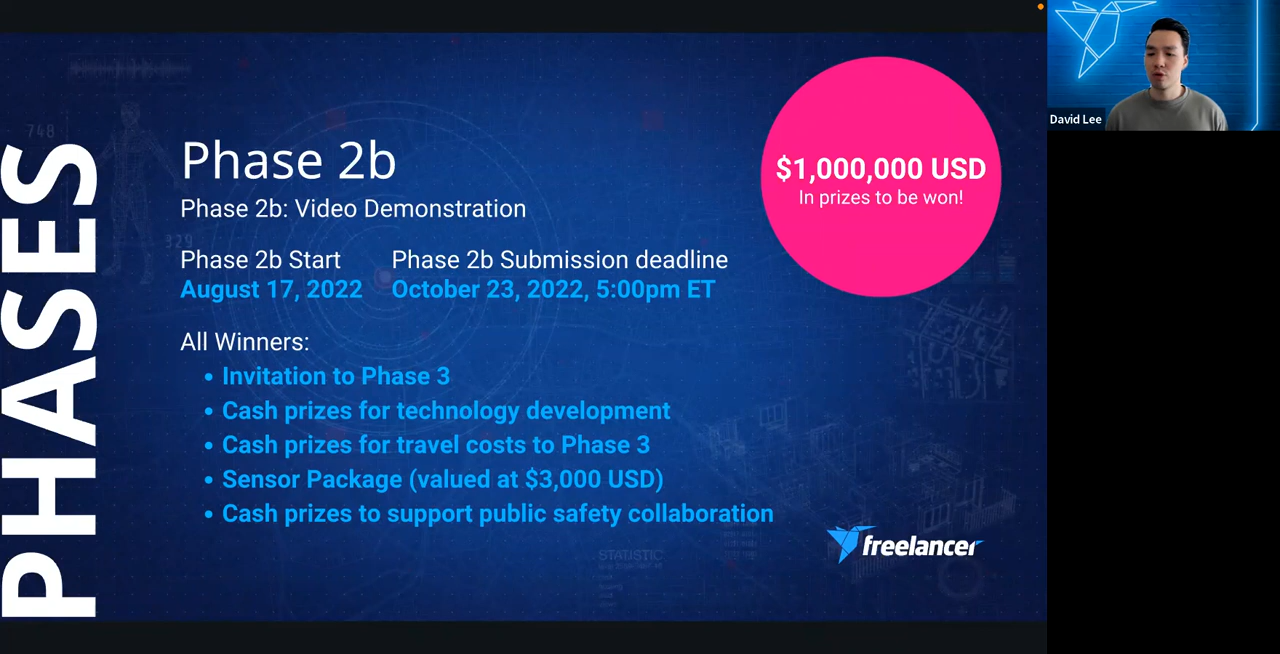 PHASES
748
329
Phase 2b
Phase 2b: Video Demonstration
Phase 2b Start
August 17, 2022
Phase 2b Submission deadline
October 23, 2022, 5:00pm ET
All Winners:
• Invitation to Phase 3
• Cash prizes for technology development
• Cash prizes for travel costs to Phase 3
• Sensor Package (valued at $3,000 USD)
• Cash prizes to support public safety collaboration
$1,000,000 USD
In prizes to be won!
STATISTIC
freelancer
David Lee